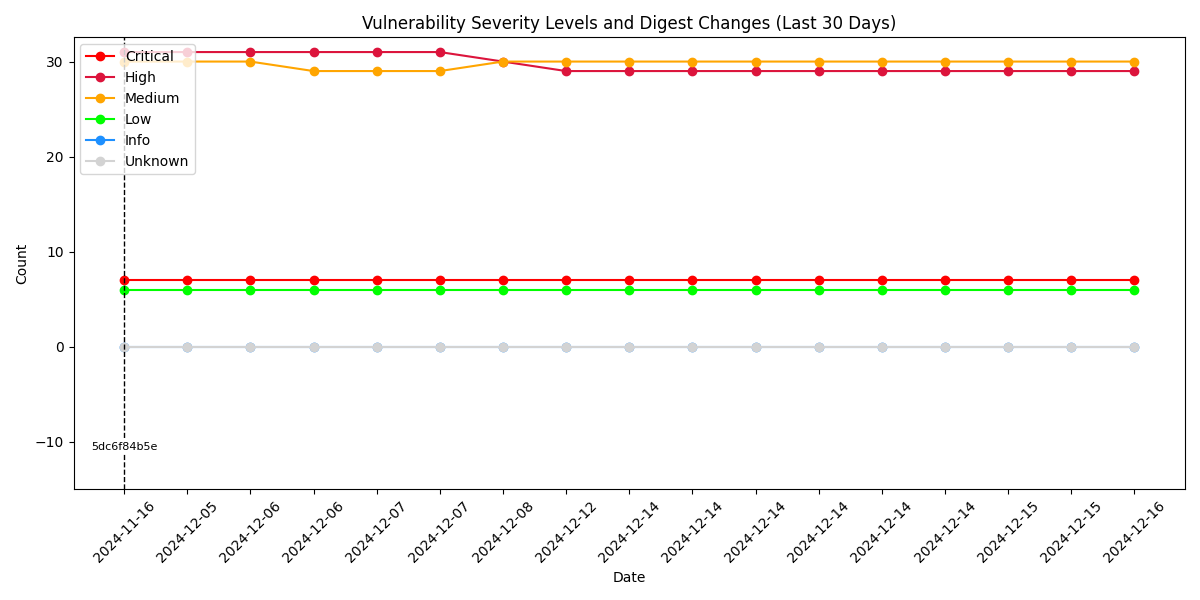 Vulnerability Severity Levels and Digest Changes (Last 30 Days)
Critical
High
Medium
Low
Info
Unknown
30
20
10
0
−10
Count
5dc6f84b5e
2024-11-16
2024-12-05
2024-12-06
2024-12-06
2024-12-07
2024-12-07
2024-12-08
2024-12-12
2024-12-14
2024-12-14
2024-12-14
2024-12-14
2024-12-14
2024-12-14
2024-12-15
2024-12-15
2024-12-16
Date